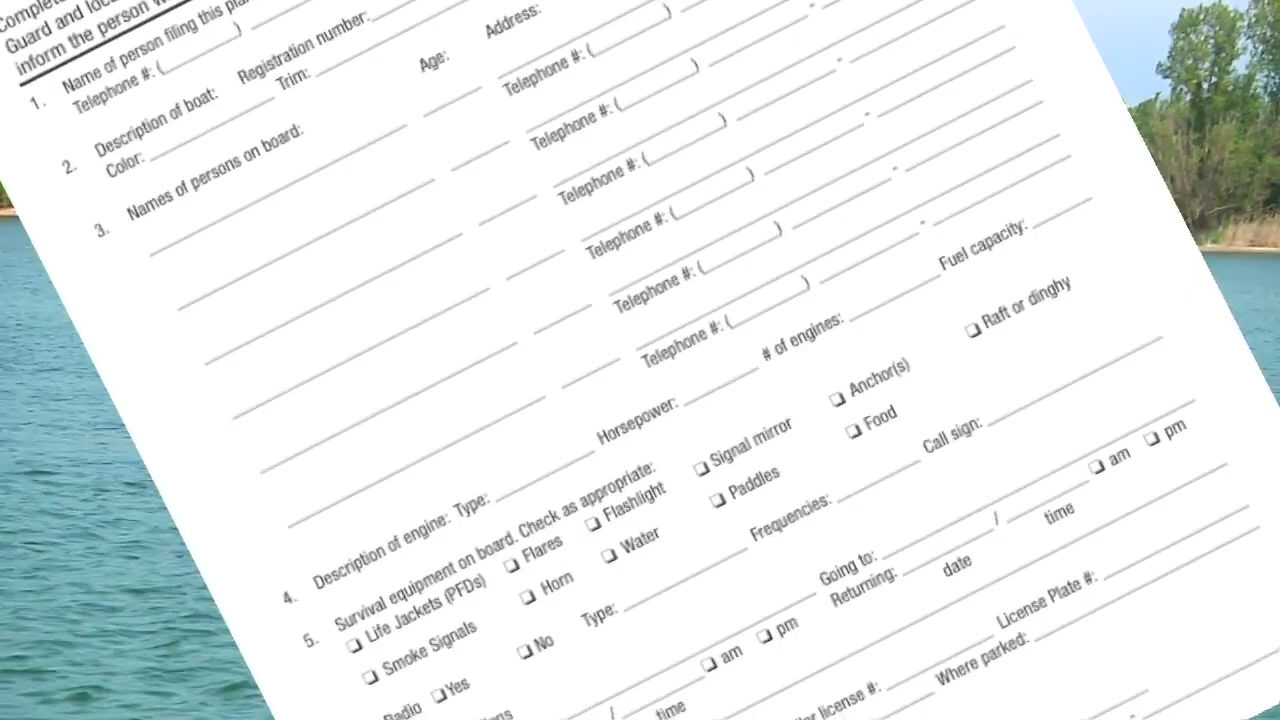 Complete
Guard and loca
inform the person w
1. Name of person filing this plan
Telephone #: ( )
2. Description of boat: Registration number:
Color: Trim:
3. Names of persons on board: Age: Address:
Telephone #: ( ) -
Telephone #: ( ) -
Telephone #: ( ) -
Telephone #: ( ) -
Telephone #: ( ) -
Telephone #: ( ) -
4. Description of engine: Type: Horsepower: # of engines: Fuel capacity:
5. Survival equipment on board. Check as appropriate:
❏ Life Jackets (PFDs) ❏ Flares ❏ Flashlight ❏ Signal mirror ❏ Anchor(s) ❏ Raft or dinghy
❏ Smoke Signals ❏ Horn ❏ Water ❏ Paddles ❏ Food
Radio ❏ Yes ❏ No Type: Frequencies: Call sign:
Going to:
/ time ❏ am ❏ pm Returning: date / time ❏ am ❏ pm
license #: License Plate #:
Where parked: